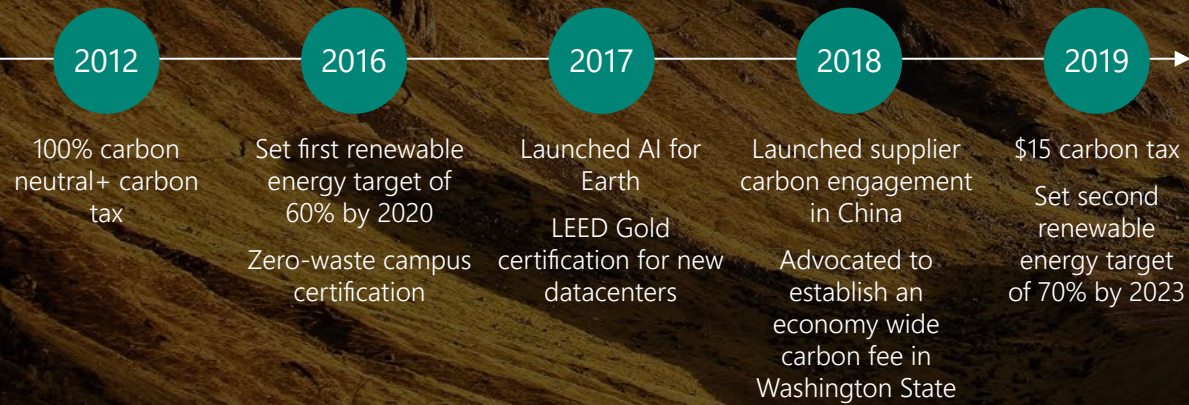 2012
100% carbon
neutral+ carbon
tax
2016
Set first renewable
energy target of
60% by 2020
Zero-waste campus
certification
2017
Launched AI for
Earth
LEED Gold
certification for new
datacenters
2018
Launched supplier
carbon engagement
in China
Advocated to
establish an
economy wide
carbon fee in
Washington State
2019
$15 carbon tax
Set second
renewable
energy target
of 70% by 2023